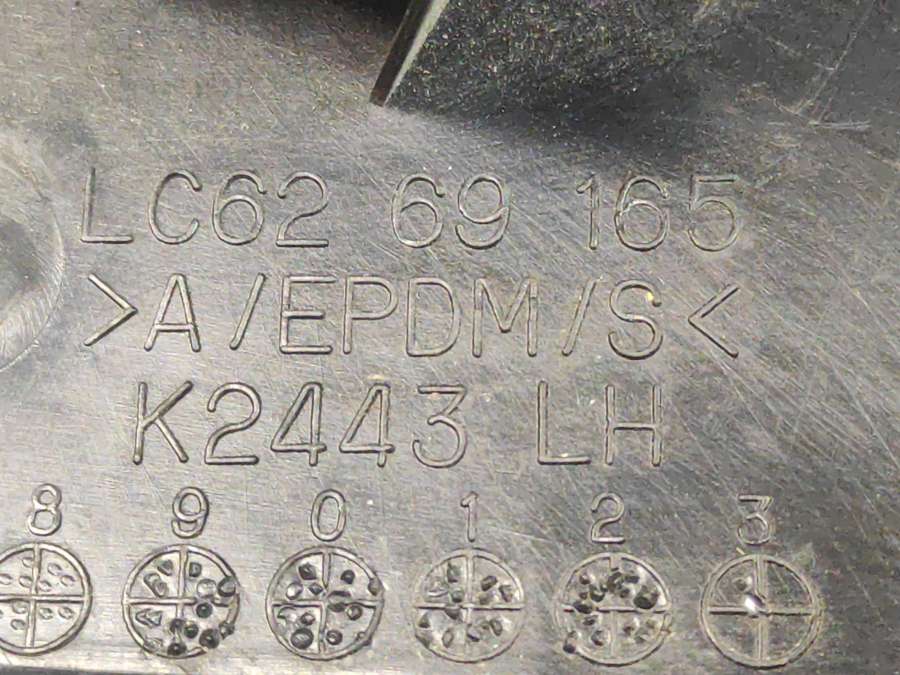 LC62 69 165
>A/EPDM/S<
K2443 LH
8 9 0 1 2 3